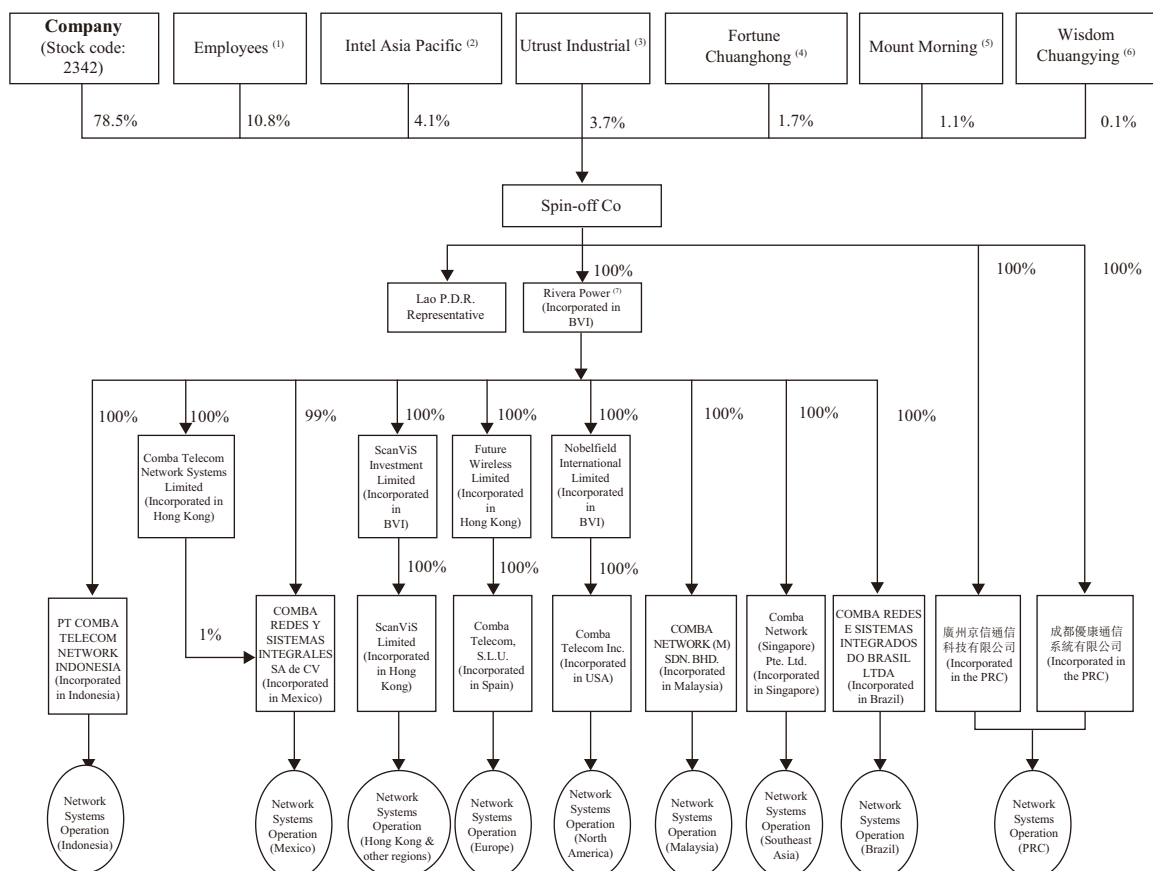 Company
(Stock code:
2342)
Employees (1)
Intel Asia Pacific (2)
Utrust Industrial (3)
Fortune
Chuanghong (4)
Mount Morning (5)
Wisdom
Chuangying (6)
78.5%
10.8%
4.1%
3.7%
1.7%
1.1%
0.1%
Spin-off Co
100%
100%
100%
Lao P.D.R.
Representative
Rivera Power (7)
(Incorporated in
BVI)
100%
100%
99%
100%
100%
100%
100%
100%
100%
Comba Telecom
Network Systems
Limited
(Incorporated in
Hong Kong)
ScanViS
Investment
Limited
(Incorporated
in
BVI)
Future
Wireless
Limited
(Incorporated
in
Hong Kong)
Nobelfield
International
Limited
(Incorporated
in
BVI)
100%
100%
100%
1%
PT COMBA
TELECOM
NETWORK
INDONESIA
(Incorporated
in Indonesia)
COMBA
REDES Y
SISTEMAS
INTEGRALES
SA de CV
(Incorporated
in Mexico)
ScanViS
Limited
(Incorporated
in Hong
Kong)
Comba
Telecom,
S.L.U.
(Incorporated
in Spain)
Comba
Telecom Inc.
(Incorporated
in USA)
COMBA
NETWORK (M)
SDN. BHD.
(Incorporated
in Malaysia)
Comba
Network
(Singapore)
Pte. Ltd.
(Incorporated
in Singapore)
COMBA REDES
E SISTEMAS
INTEGRADOS
DO BRASIL
LTDA
(Incorporated
in Brazil)
廣州京信通信
科技有限公司
(Incorporated
in the PRC)
成都優康通信
系統有限公司
(Incorporated in
the PRC)
Network
Systems
Operation
(Indonesia)
Network
Systems
Operation
(Mexico)
Network
Systems
Operation
(Hong Kong &
other regions)
Network
Systems
Operation
(Europe)
Network
Systems
Operation
(North
America)
Network
Systems
Operation
(Malaysia)
Network
Systems
Operation
(Southeast
Asia)
Network
Systems
Operation
(Brazil)
Network
Systems
Operation
(PRC)